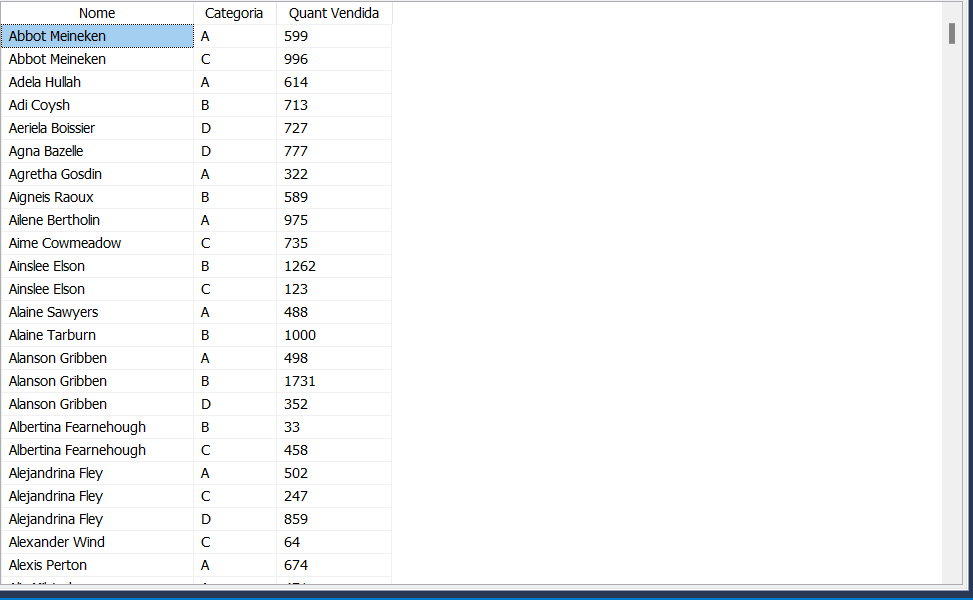 Nome Categoria Quant Vendida
Abbot Meineken A 599
Abbot Meineken C 996
Adela Hullah A 614
Adi Coysh B 713
Aeriela Boissier D 727
Agna Bazelle D 777
Agretha Gosdin A 322
Aigneis Raoux B 589
Ailene Bertholin A 975
Aime Cowmeadow C 735
Ainslee Elson B 1262
Ainslee Elson C 123
Alaine Sawyers A 488
Alaine Tarburn B 1000
Alanson Gribben A 498
Alanson Gribben B 1731
Alanson Gribben D 352
Albertina Fearnehough B 33
Albertina Fearnehough C 458
Alejandrina Fley A 502
Alejandrina Fley C 247
Alejandrina Fley D 859
Alexander Wind C 64
Alexis Perton A 674